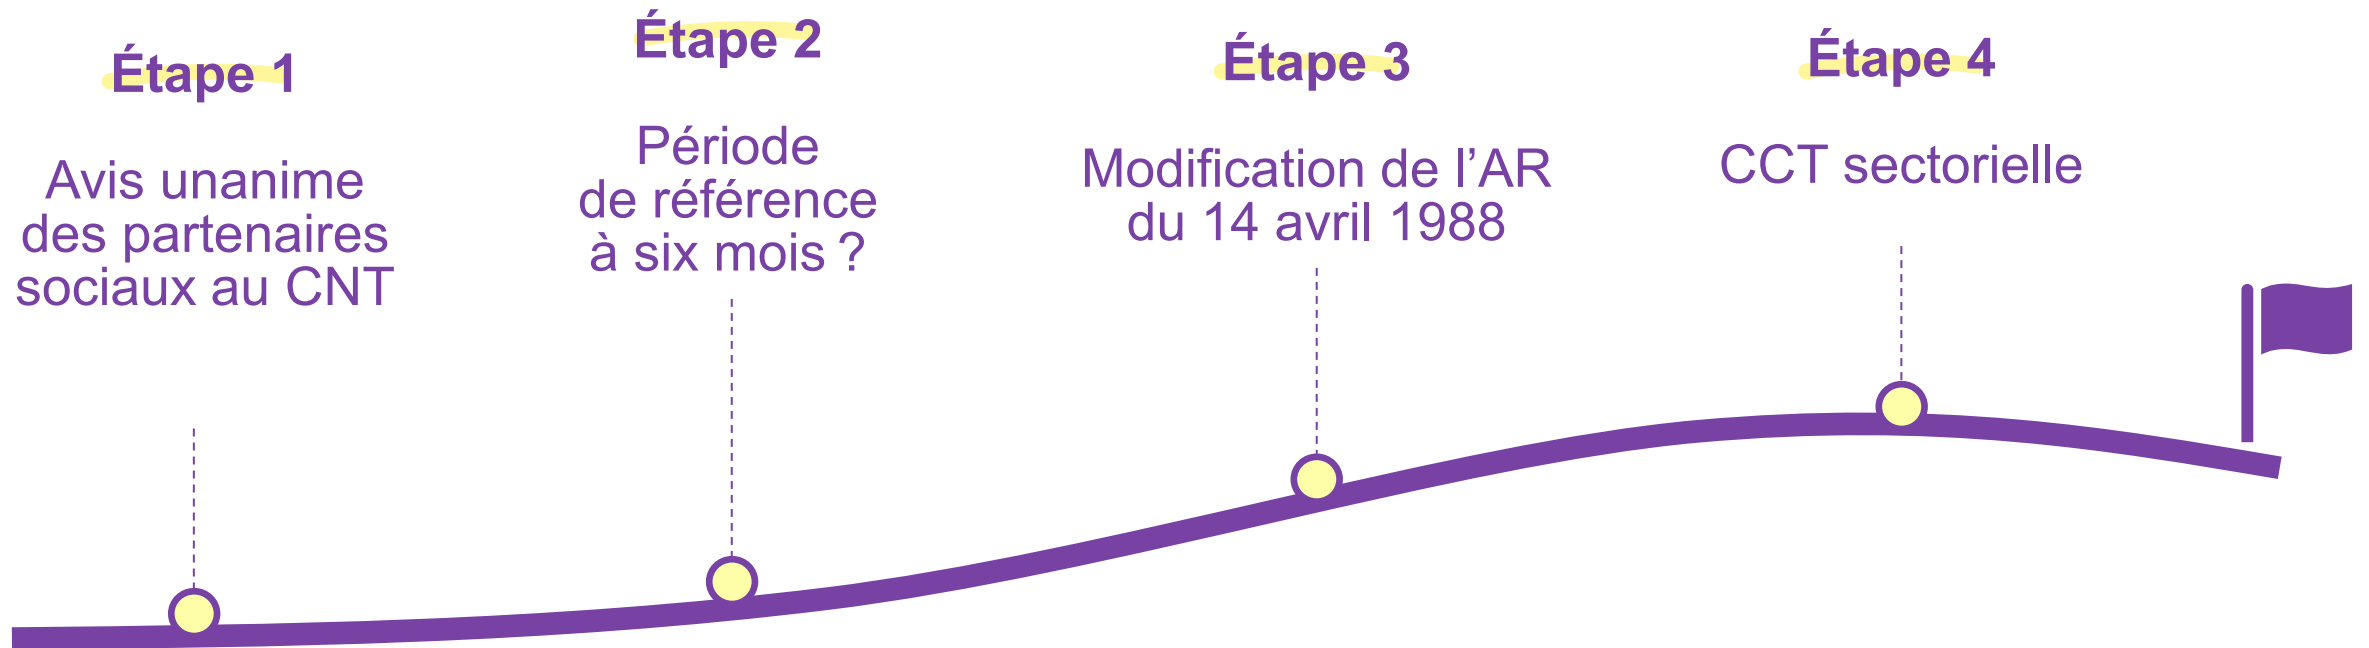 Étape 1
Avis unanime
des partenaires
sociaux au CNT
Étape 2
Période
de référence
à six mois ?
Étape 3
Modification de l’AR
du 14 avril 1988
Étape 4
CCT sectorielle